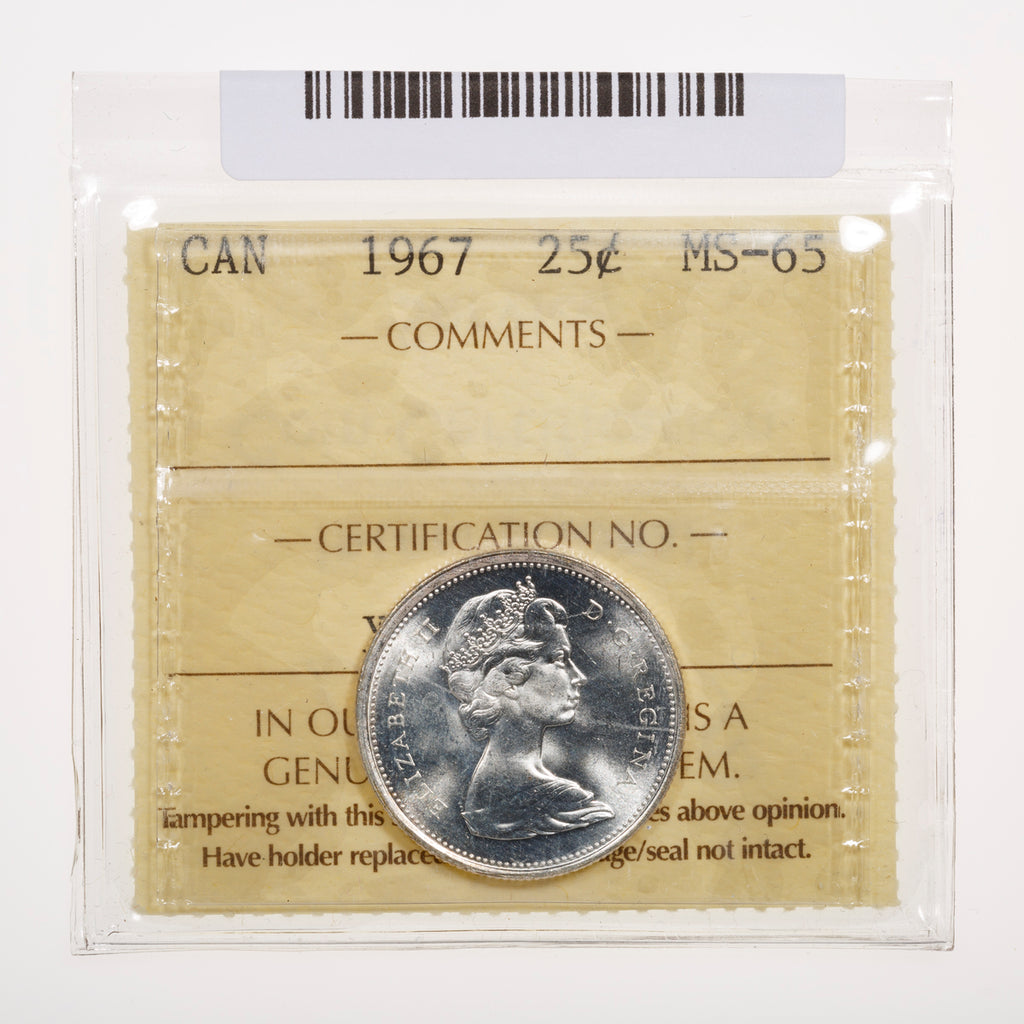 CAN 1967 25¢ MS-65
— COMMENTS —
— CERTIFICATION NO. —
ELIZABETH II D·G·REGINA
IN OU IS A
GENU EM.
Tampering with this es above opinion.
Have holder replaced ge/seal not intact.